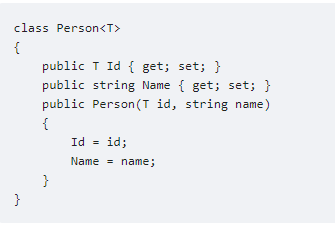 class Person<T>
{
    public T Id { get; set; }
    public string Name { get; set; }
    public Person(T id, string name)
    {
        Id = id;
        Name = name;
    }
}